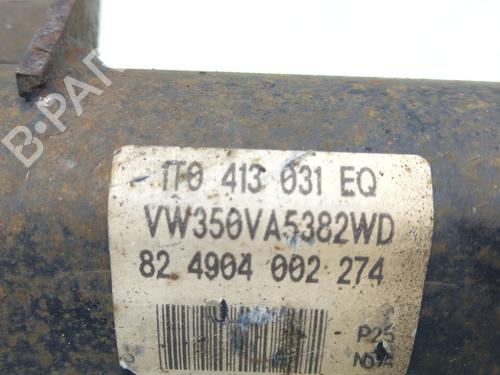 B-PARTS
1T0 413 031 EQ
VW350VA5382WD
82 4904 002 274
P25